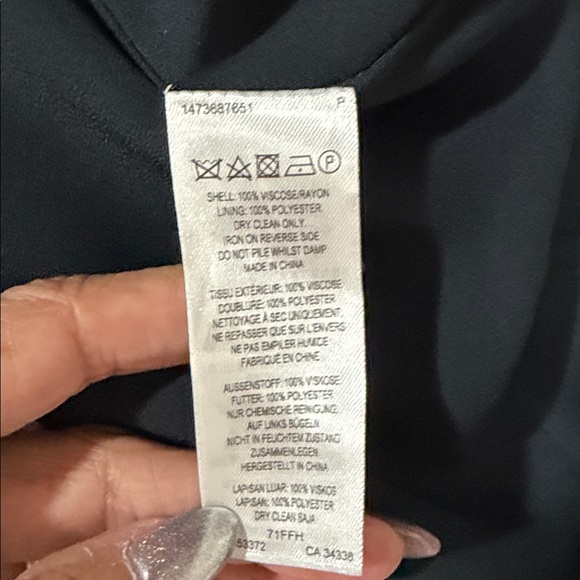 1473687651 P
P
SHELL: 100% VISCOSE/RAYON
LINING: 100% POLYESTER
DRY CLEAN ONLY.
IRON ON REVERSE SIDE
DO NOT PILE WHILST DAMP
MADE IN CHINA
TISSU EXTÉRIEUR: 100% VISCOSE
DOUBLURE: 100% POLYESTER
NETTOYAGE À SEC UNIQUEMENT,
NE REPASSER QUE SUR L'ENVERS
NE PAS EMPILER HUMIDE
FABRIQUÉ EN CHINE
AUSSENSTOFF: 100% VISKOSE
FUTTER: 100% POLYESTER
NUR CHEMISCHE REINIGUNG,
AUF LINKS BÜGELN
NICHT IN FEUCHTEM ZUSTAND
ZUSAMMENLEGEN
HERGESTELLT IN CHINA
LAPISAN LUAR: 100% VISKOS
LAPISAN: 100% POLYESTER
DRY CLEAN SAJA
71FFH
53372 CA 34338